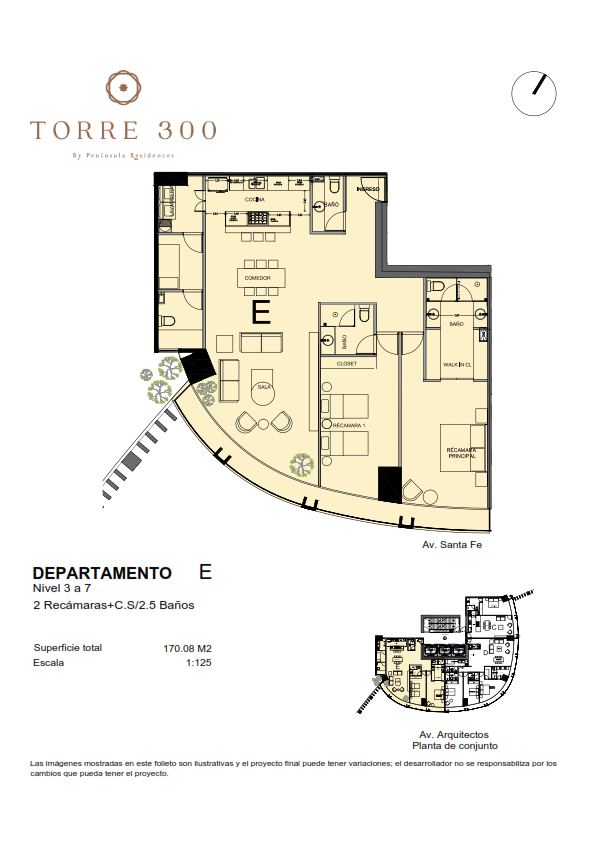 TORRE 300
By Península Residences
LAVANDERÍA
COCINA
BAÑO
INGRESO
COMEDOR
E
BAÑO
BAÑO
CLOSET
WALK IN CL.
SALA
RECÁMARA 1
RECÁMARA
PRINCIPAL
Av. Santa Fe
DEPARTAMENTO E
Nivel 3 a 7
2 Recámaras+C.S/2.5 Baños
Superficie total 170.08 M2
Escala 1:125
Av. Arquitectos
Planta de conjunto
Las imágenes mostradas en este folleto son ilustrativas y el proyecto final puede tener variaciones; el desarrollador no se responsabiliza por los
cambios que pueda tener el proyecto.